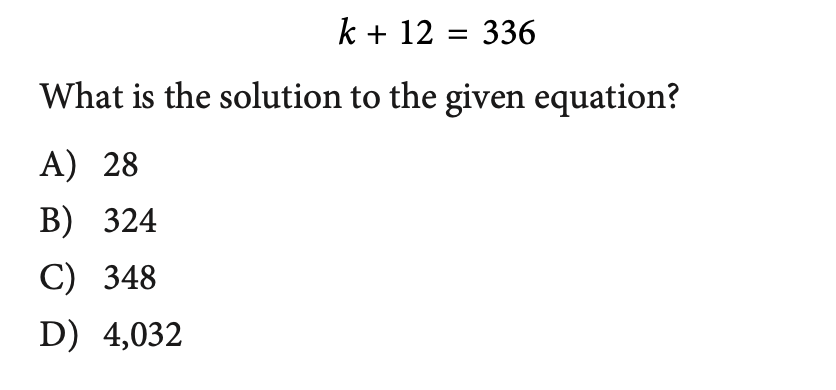 k + 12 = 336
What is the solution to the given equation?
A) 28
B) 324
C) 348
D) 4,032